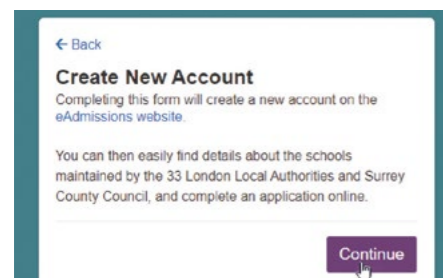 ← Back
Create New Account
Completing this form will create a new account on the
eAdmissions website.
You can then easily find details about the schools
maintained by the 33 London Local Authorities and Surrey
County Council, and complete an application online.
Continue